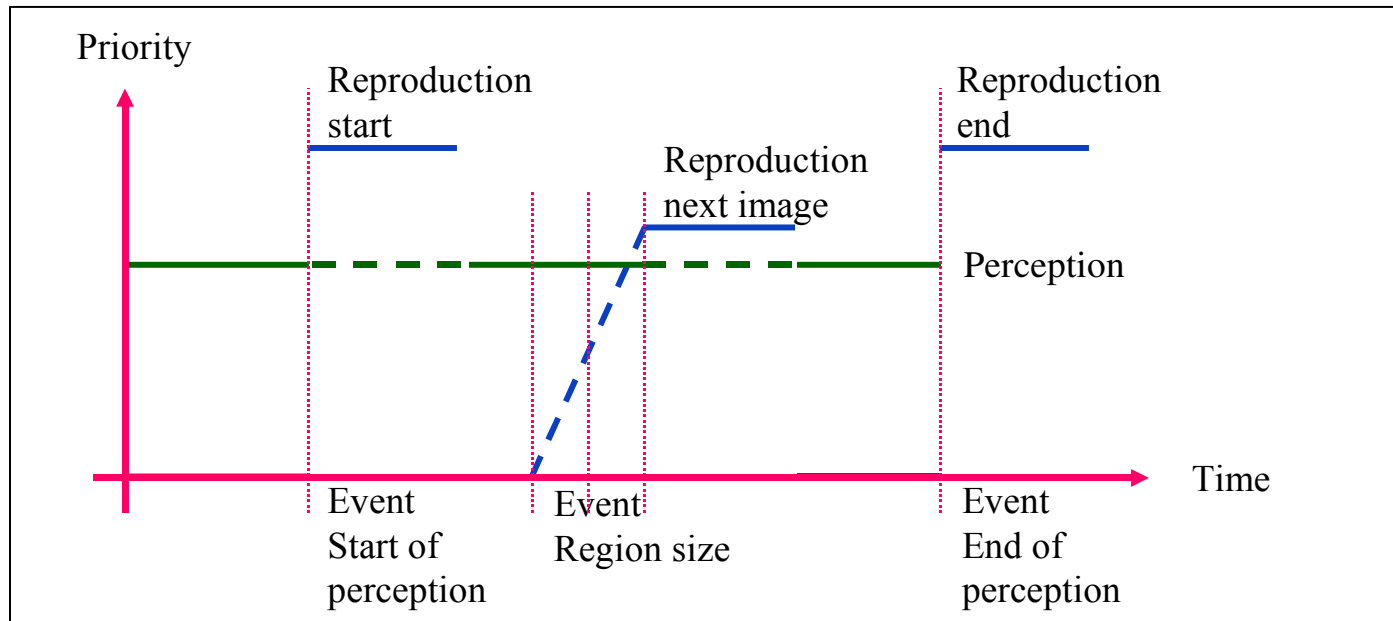 Priority
Reproduction
start
Reproduction
end
Reproduction
next image
Perception
Time
Event
Start of
perception
Event
Region size
Event
End of
perception